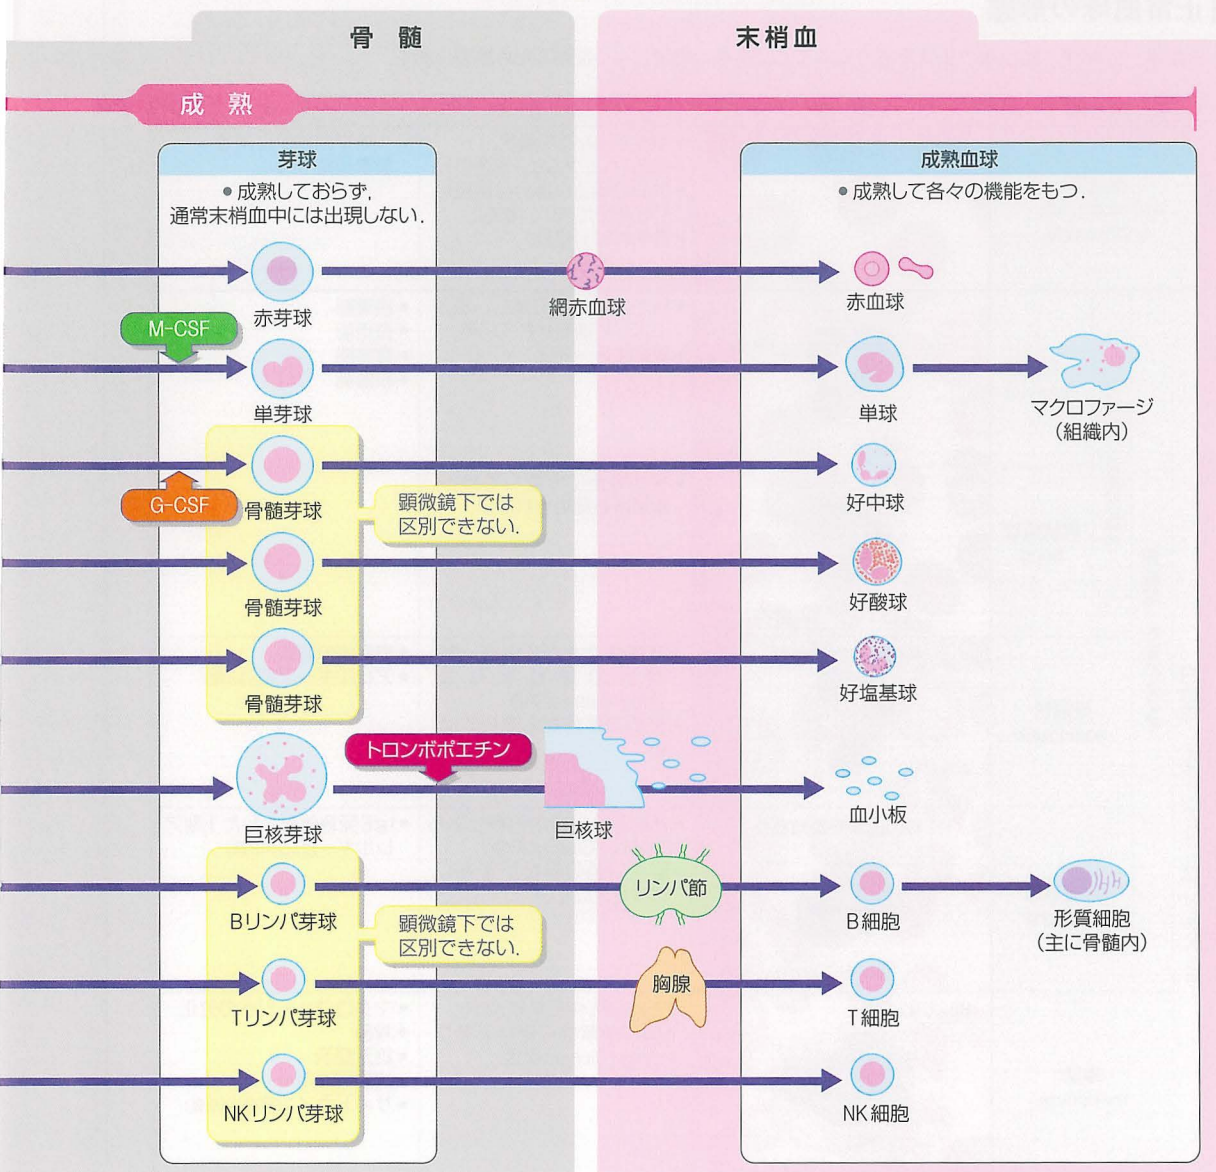 骨 髄
末梢血
成 熟
芽球
● 成熟しておらず,
通常末梢血中には出現しない.
成熟血球
● 成熟して各々の機能をもつ.
赤芽球
網赤血球
赤血球
M-CSF
単芽球
単球
マクロファージ
（組織内）
G-CSF
骨髄芽球
顕微鏡下では
区別できない.
好中球
骨髄芽球
好酸球
骨髄芽球
好塩基球
トロンボポエチン
巨核芽球
巨核球
血小板
リンパ節
Bリンパ芽球
B細胞
形質細胞
（主に骨髄内）
顕微鏡下では
区別できない.
胸腺
Tリンパ芽球
T細胞
NKリンパ芽球
NK細胞